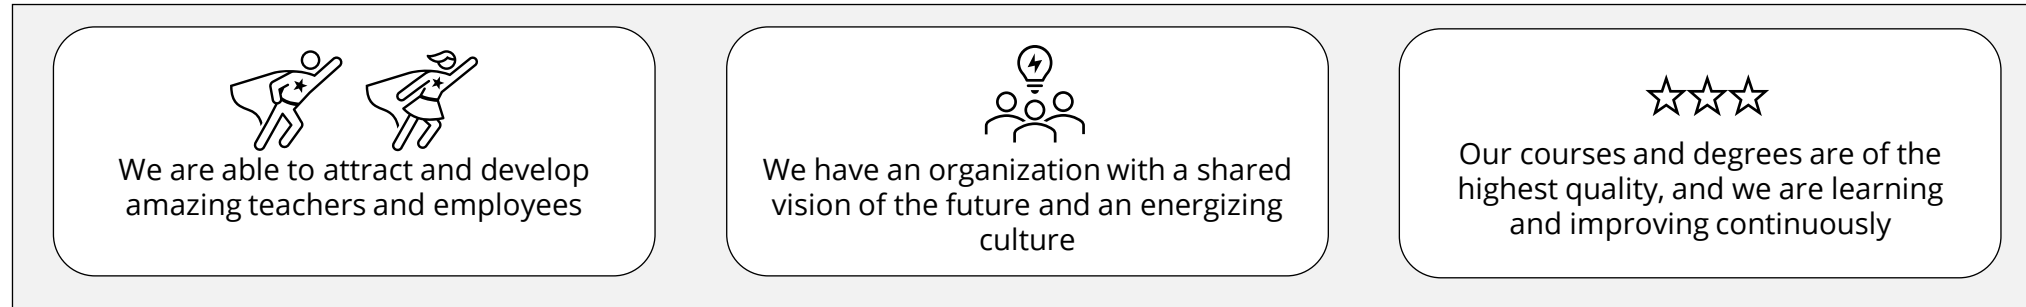 We are able to attract and develop
amazing teachers and employees
We have an organization with a shared
vision of the future and an energizing
culture
Our courses and degrees are of the
highest quality, and we are learning
and improving continuously